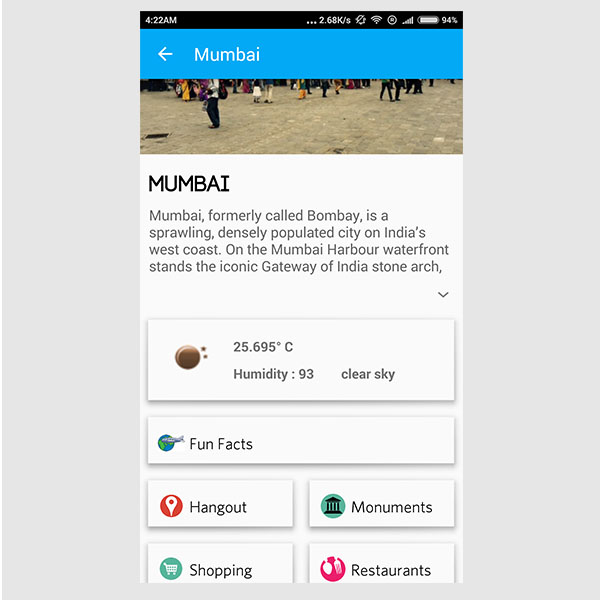 4:22AM ... 2.68K/s 94%
Mumbai
MUMBAI
Mumbai, formerly called Bombay, is a
sprawling, densely populated city on India's
west coast. On the Mumbai Harbour waterfront
stands the iconic Gateway of India stone arch,
25.695° C
Humidity : 93 clear sky
Fun Facts
Hangout Monuments
Shopping Restaurants